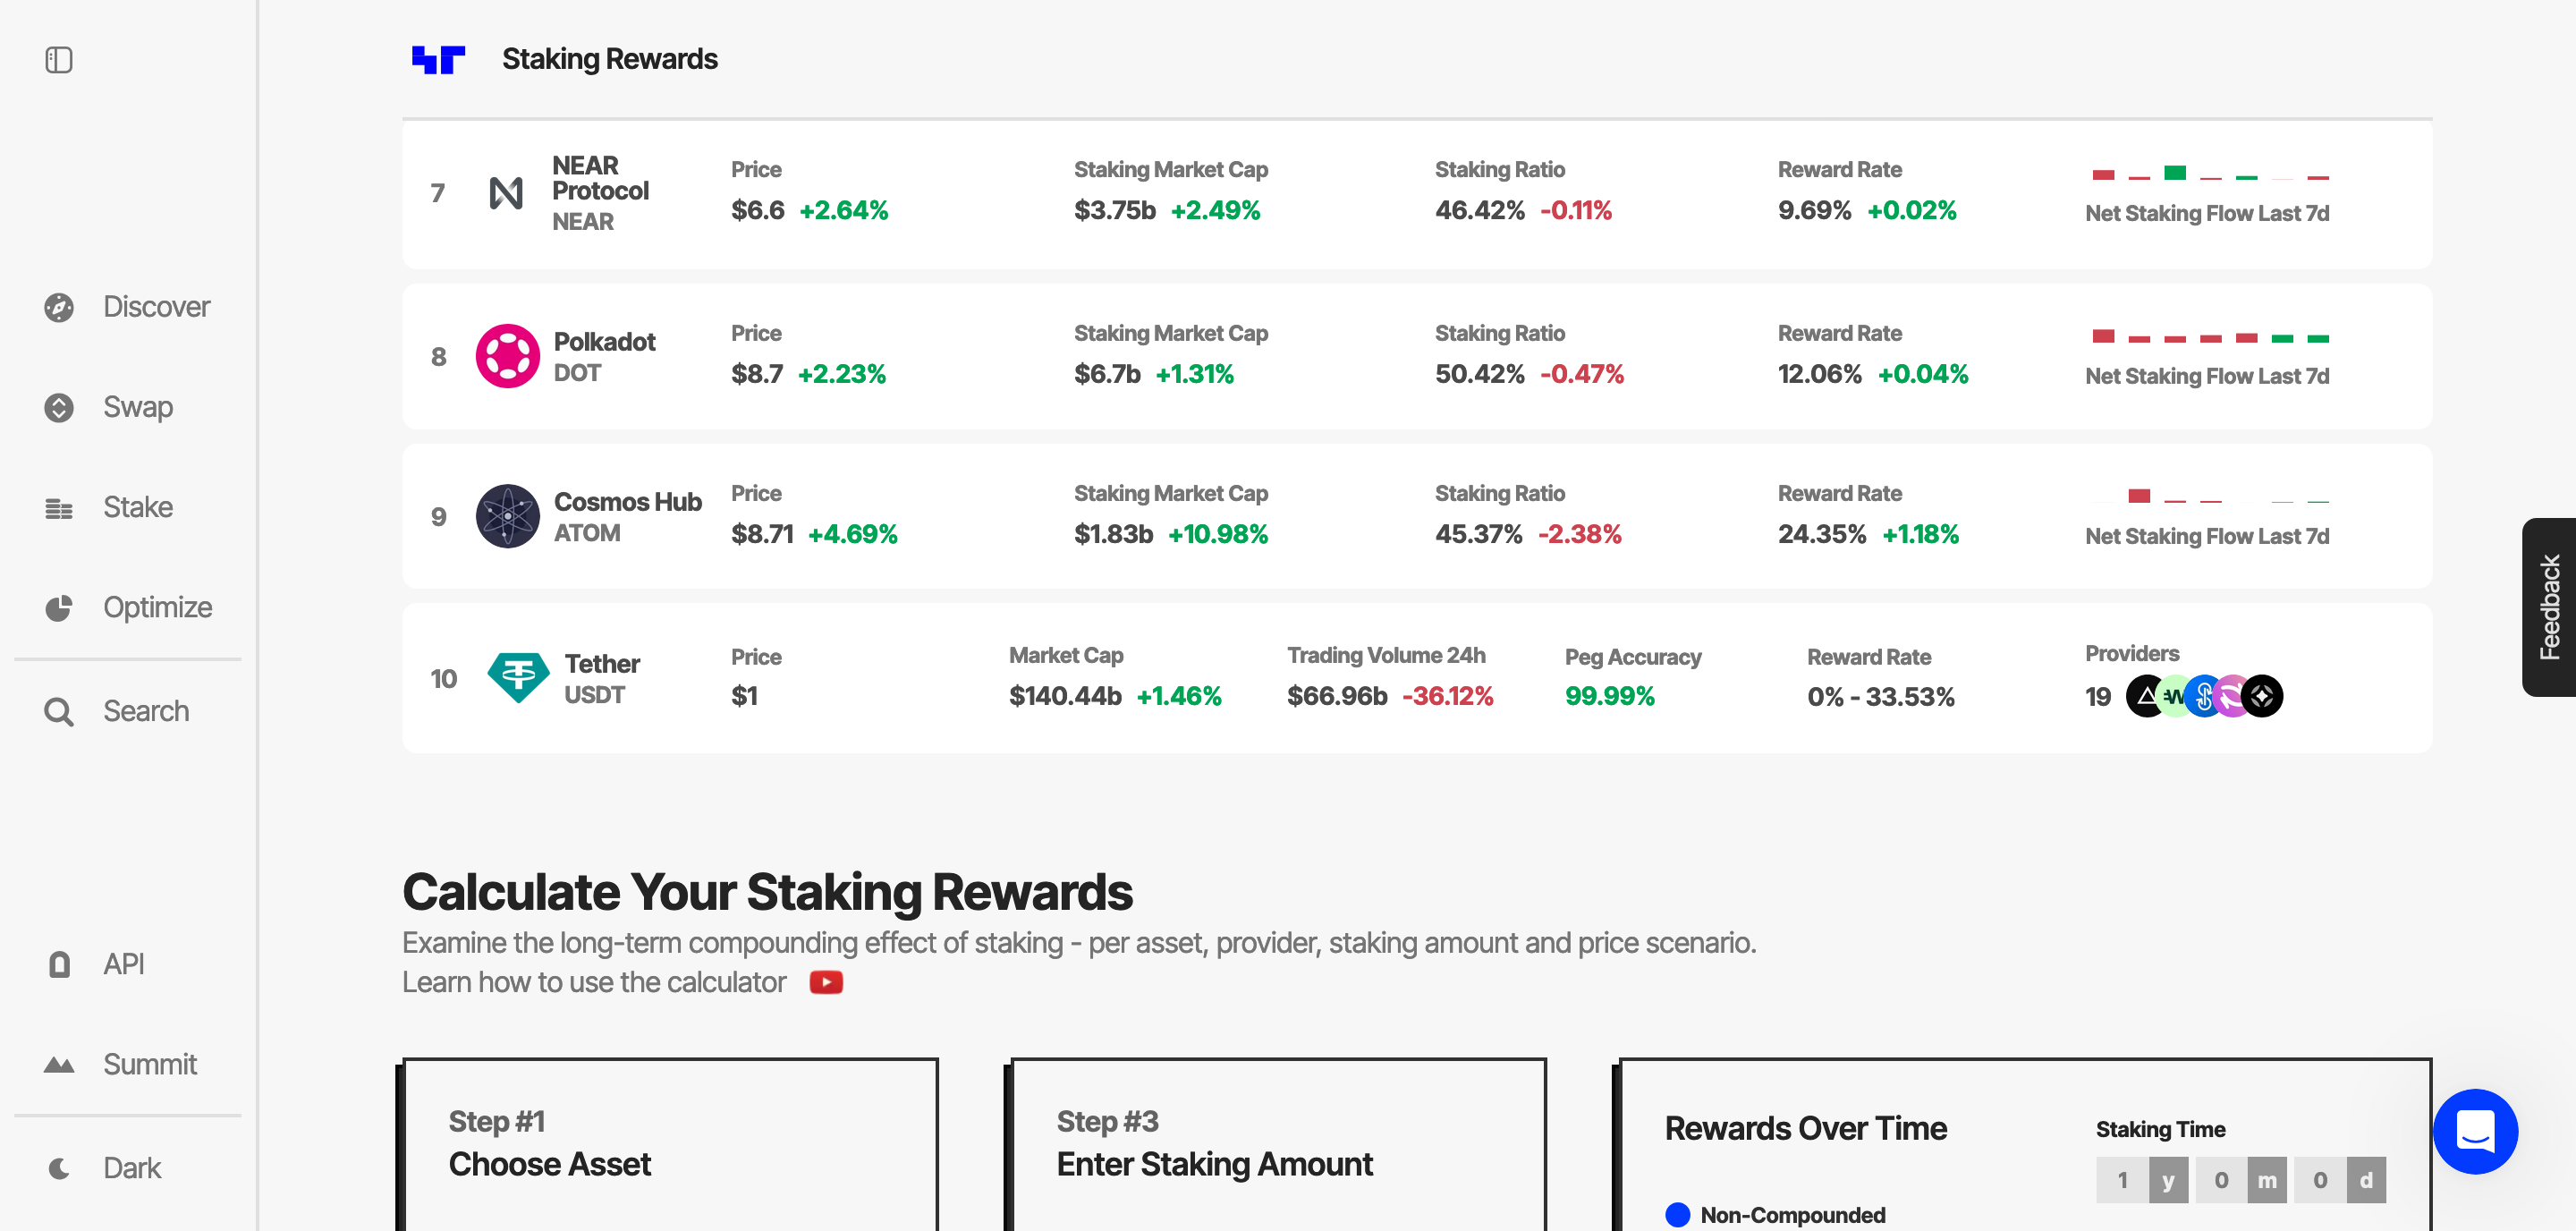 Staking Rewards
Discover
Swap
Stake
Optimize
Search
API
Summit
Dark
7
NEAR
Protocol
NEAR
Price
$6.6 +2.64%
Staking Market Cap
$3.75b +2.49%
Staking Ratio
46.42% -0.11%
Reward Rate
9.69% +0.02%
Net Staking Flow Last 7d
8
Polkadot
DOT
Price
$8.7 +2.23%
Staking Market Cap
$6.7b +1.31%
Staking Ratio
50.42% -0.47%
Reward Rate
12.06% +0.04%
Net Staking Flow Last 7d
9
Cosmos Hub
ATOM
Price
$8.71 +4.69%
Staking Market Cap
$1.83b +10.98%
Staking Ratio
45.37% -2.38%
Reward Rate
24.35% +1.18%
Net Staking Flow Last 7d
10
Tether
USDT
Price
$1
Market Cap
$140.44b +1.46%
Trading Volume 24h
$66.96b -36.12%
Peg Accuracy
99.99%
Reward Rate
0% - 33.53%
Providers
19
Feedback
Calculate Your Staking Rewards
Examine the long-term compounding effect of staking - per asset, provider, staking amount and price scenario.
Learn how to use the calculator
Step #1
Choose Asset
Step #3
Enter Staking Amount
Rewards Over Time
Non-Compounded
Staking Time
1 y 0 m 0 d